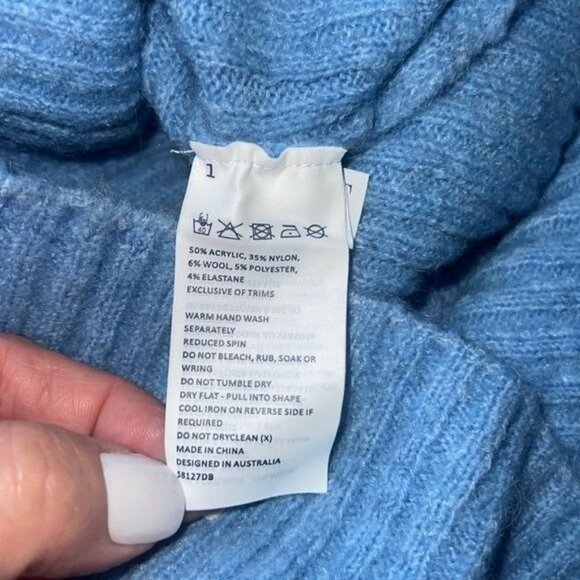 1
40
50% ACRYLIC, 35% NYLON,
6% WOOL, 5% POLYESTER,
4% ELASTANE
EXCLUSIVE OF TRIMS
WARM HAND WASH
SEPARATELY
REDUCED SPIN
DO NOT BLEACH, RUB, SOAK OR
WRING
DO NOT TUMBLE DRY
DRY FLAT - PULL INTO SHAPE
COOL IRON ON REVERSE SIDE IF
REQUIRED
DO NOT DRYCLEAN (X)
MADE IN CHINA
DESIGNED IN AUSTRALIA
58127DB